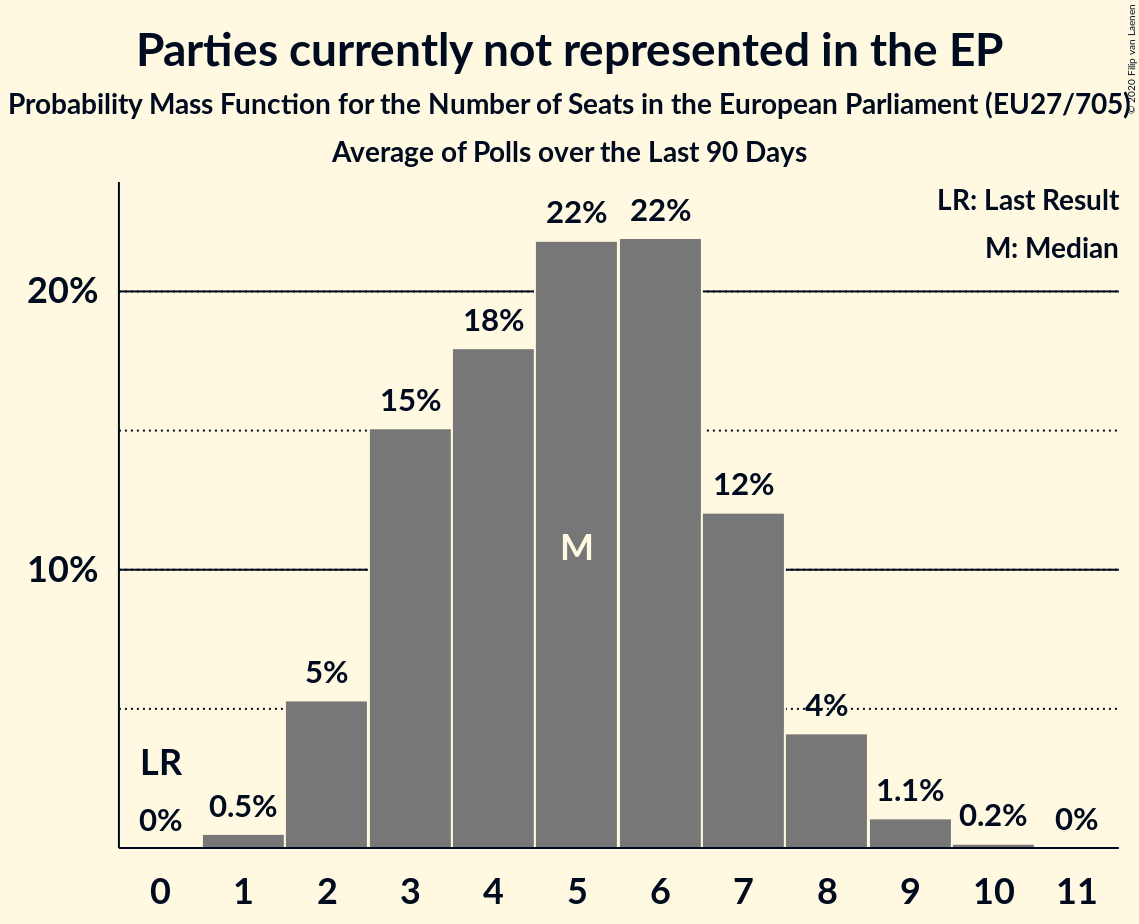 Parties currently not represented in the EP
Probability Mass Function for the Number of Seats in the European Parliament (EU27/705)
Average of Polls over the Last 90 Days
© 2020 Filip van Laenen
LR: Last Result
M: Median
20%
10%
LR
0%
0.5%
5%
15%
18%
22%
22%
12%
4%
1.1%
0.2%
0%
M
0 1 2 3 4 5 6 7 8 9 10 11